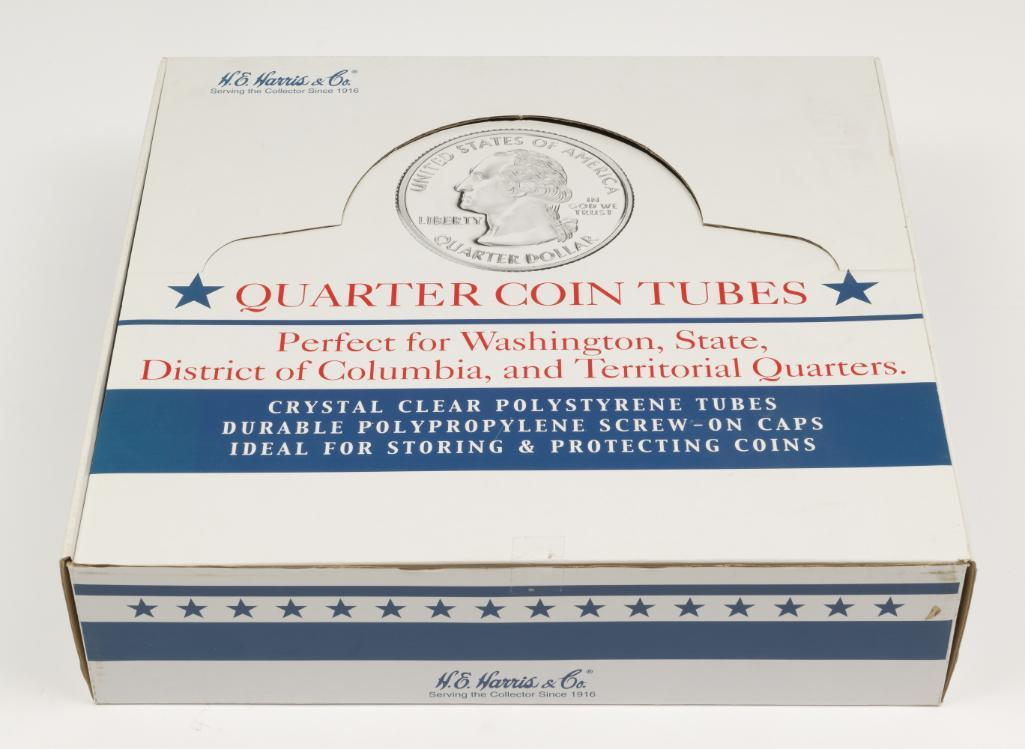 H.E. Harris & Co.®
Serving the Collector Since 1916
UNITED STATES OF AMERICA
IN
GOD WE
TRUST
LIBERTY
QUARTER DOLLAR
QUARTER COIN TUBES
Perfect for Washington, State,
District of Columbia, and Territorial Quarters.
CRYSTAL CLEAR POLYSTYRENE TUBES
DURABLE POLYPROPYLENE SCREW-ON CAPS
IDEAL FOR STORING & PROTECTING COINS
H.E. Harris & Co.®
Serving the Collector Since 1916